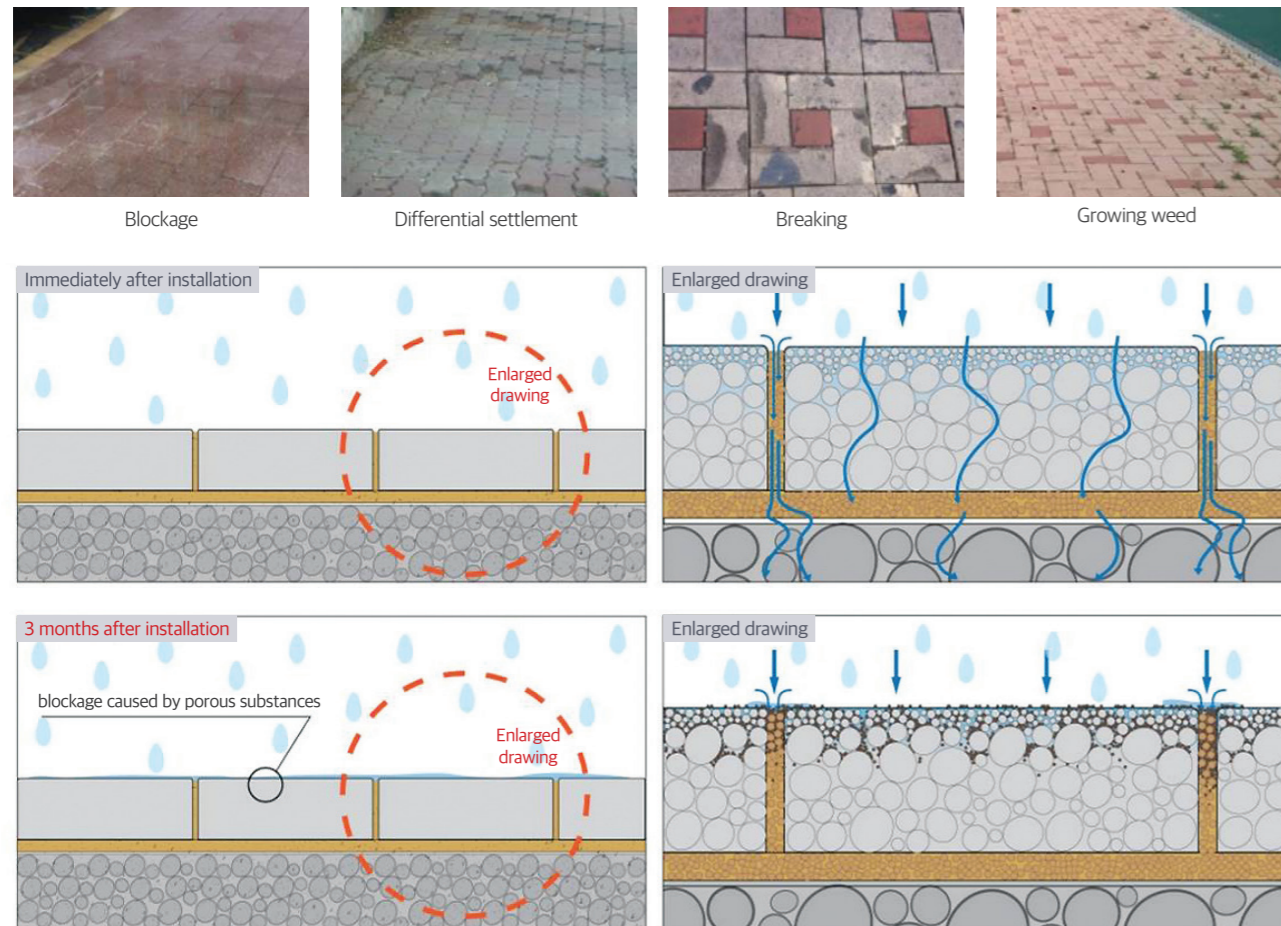 Blockage
Differential settlement
Breaking
Growing weed
Immediately after installation
Enlarged
drawing
Enlarged drawing
3 months after installation
blockage caused by porous substances
Enlarged
drawing
Enlarged drawing